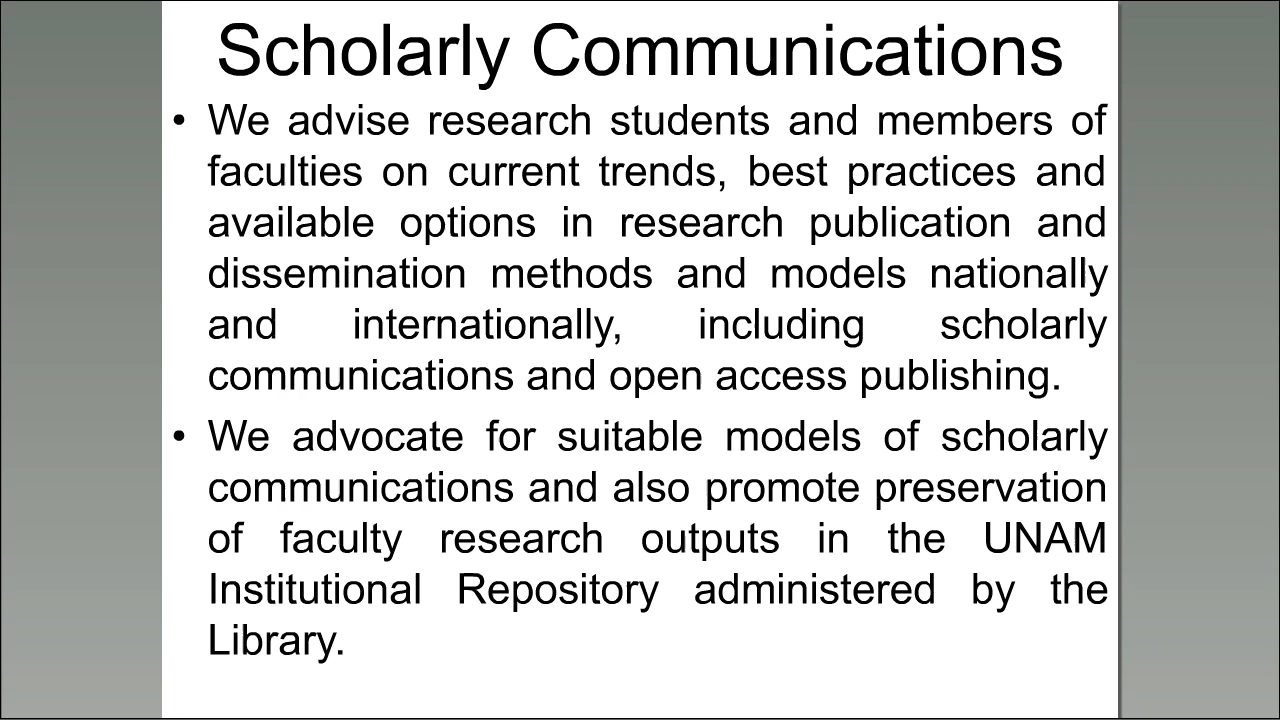 Scholarly Communications
• We advise research students and members of
faculties on current trends, best practices and
available options in research publication and
dissemination methods and models nationally
and internationally, including scholarly
communications and open access publishing.
• We advocate for suitable models of scholarly
communications and also promote preservation
of faculty research outputs in the UNAM
Institutional Repository administered by the
Library.